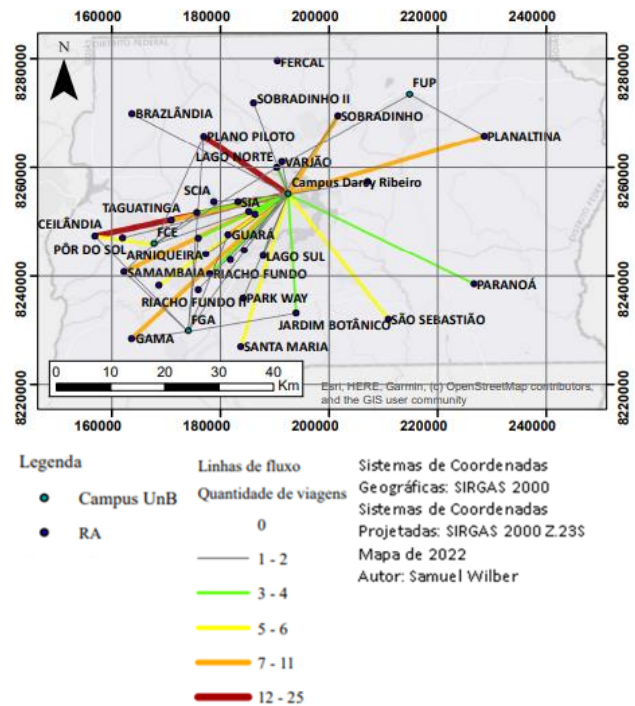 160000 180000 200000 220000 240000
N
DISTRITO FEDERAL
FERCAL
FUP
BRAZLÂNDIA
SOBRADINHO II
SOBRADINHO
PLANO PILOTO
PLANALTINA
LAGO NORTE
VARJÃO
Campus Darcy Ribeiro
SCIA
TAGUATINGA
SIA
CEILÂNDIA
FCE
GUARÁ
PÔR DO SOL
ARNIQUEIRA
LAGO SUL
SAMAMBAIA
RIACHO FUNDO
PARANOÁ
RIACHO FUNDO II
PARK WAY
FGA
JARDIM BOTÂNICO
SÃO SEBASTIÃO
GAMA
SANTA MARIA
8280000 8280000
8260000 8260000
8240000 8240000
8220000 8220000
0 10 20 30 40
Km
Esri, HERE, Garmin, (c) OpenStreetMap contributors,
and the GIS user community
160000 180000 200000 220000 240000
Legenda
Campus UnB
RA
Linhas de fluxo
Quantidade de viagens
0
1 - 2
3 - 4
5 - 6
7 - 11
12 - 25
Sistemas de Coordenadas
Geográficas: SIRGAS 2000
Sistemas de Coordenadas
Projetadas: SIRGAS 2000 Z.23S
Mapa de 2022
Autor: Samuel Wilber